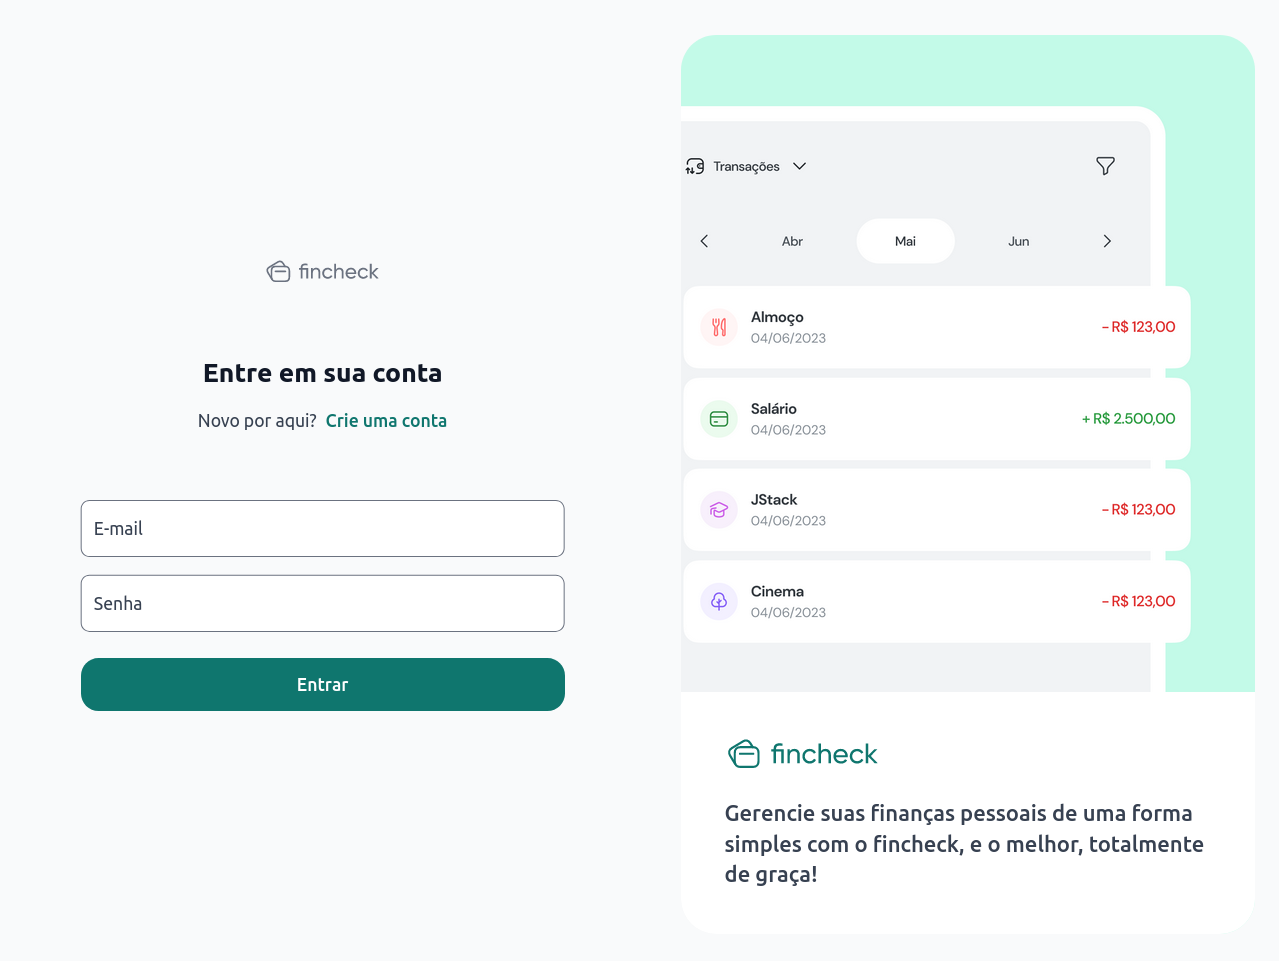 fincheck
Entre em sua conta
Novo por aqui? Crie uma conta
E-mail
Senha
Entrar
Transações
Abr Mai Jun
Almoço
04/06/2023
- R$ 123,00
Salário
04/06/2023
+ R$ 2.500,00
JStack
04/06/2023
- R$ 123,00
Cinema
04/06/2023
- R$ 123,00
fincheck
Gerencie suas finanças pessoais de uma forma
simples com o fincheck, e o melhor, totalmente
de graça!